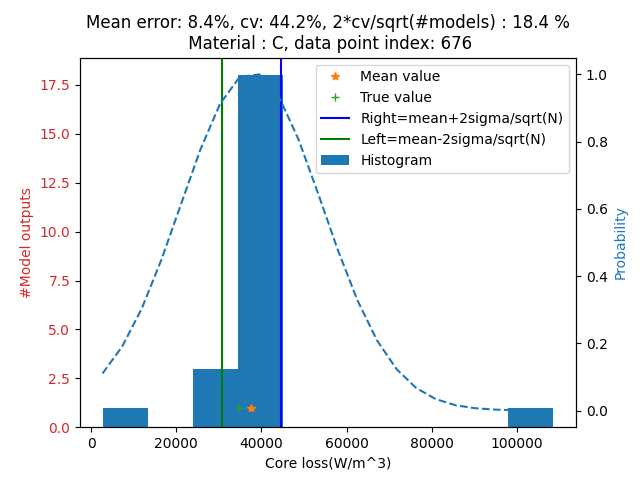 Mean error: 8.4%, cv: 44.2%, 2*cv/sqrt(#models) : 18.4 %
Material : C, data point index: 676
Mean value
True value
Right=mean+2sigma/sqrt(N)
Left=mean-2sigma/sqrt(N)
Histogram
#Model outputs
17.5
15.0
12.5
10.0
7.5
5.0
2.5
0.0
1.0
0.8
0.6
0.4
0.2
0.0
Probability
0
20000
40000
60000
80000
100000
Core loss(W/m^3)